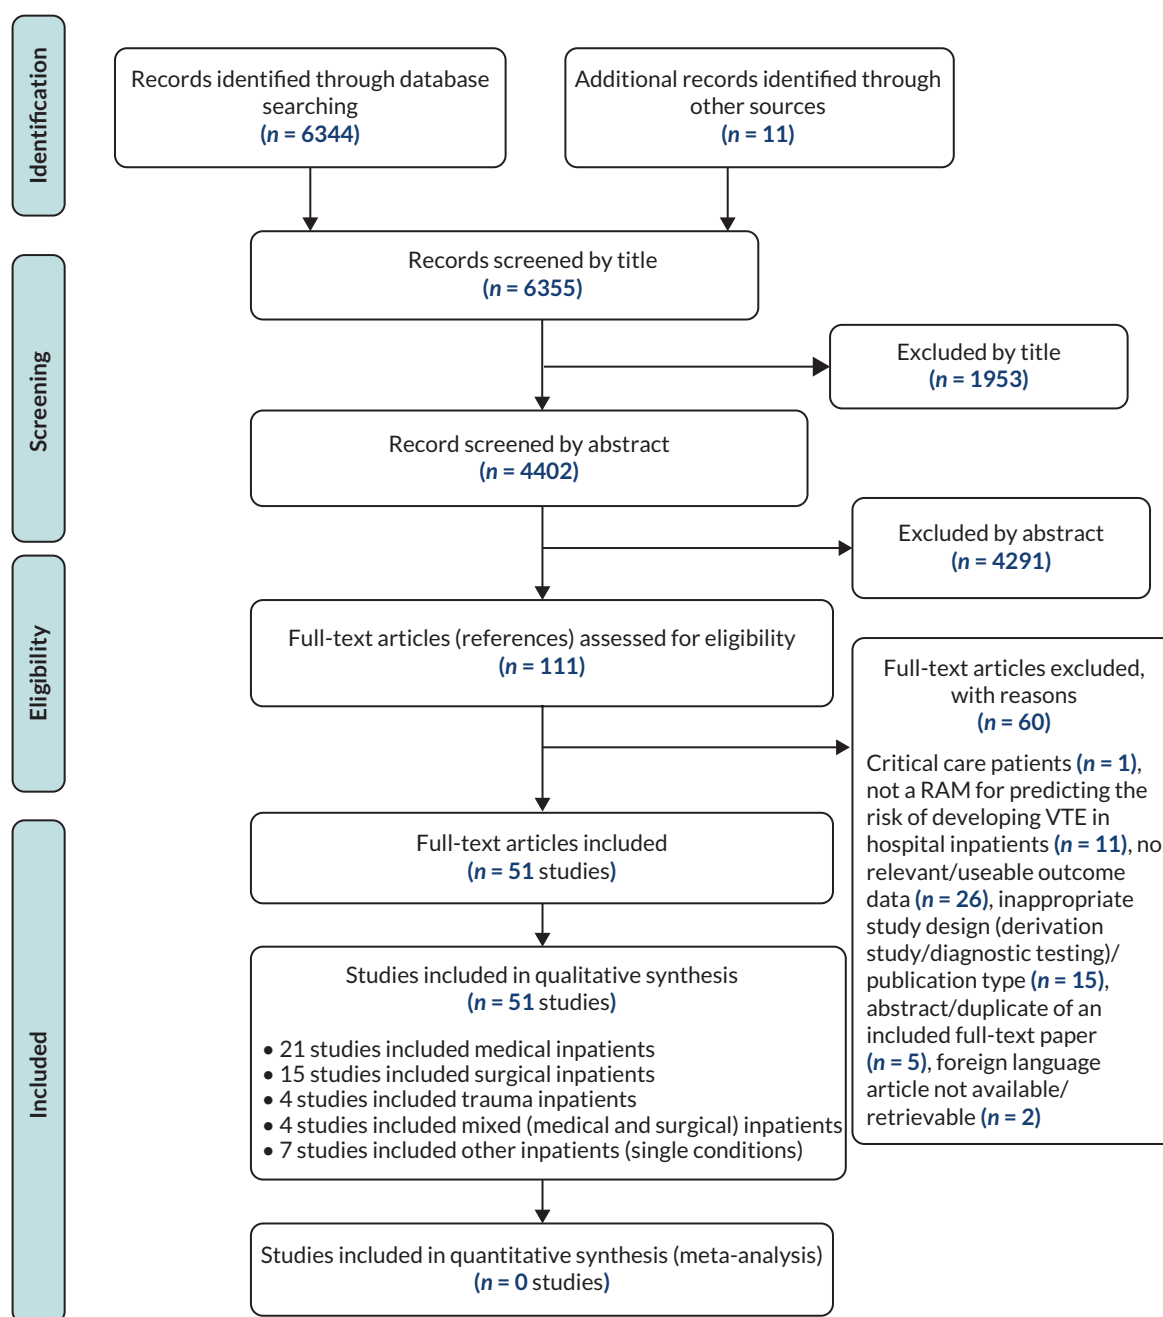 Identification
Records identified through database
searching
(n = 6344)
Additional records identified through
other sources
(n = 11)
Screening
Records screened by title
(n = 6355)
Excluded by title
(n = 1953)
Record screened by abstract
(n = 4402)
Excluded by abstract
(n = 4291)
Eligibility
Full-text articles (references) assessed for eligibility
(n = 111)
Full-text articles excluded,
with reasons
(n = 60)
Critical care patients (n = 1),
not a RAM for predicting the
risk of developing VTE in
hospital inpatients (n = 11), no
relevant/useable outcome
data (n = 26), inappropriate
study design (derivation
study/diagnostic testing)/
publication type (n = 15),
abstract/duplicate of an
included full-text paper
(n = 5), foreign language
article not available/
retrievable (n = 2)
Included
Full-text articles included
(n = 51 studies)
Studies included in qualitative synthesis
(n = 51 studies)
• 21 studies included medical inpatients
• 15 studies included surgical inpatients
• 4 studies included trauma inpatients
• 4 studies included mixed (medical and surgical) inpatients
• 7 studies included other inpatients (single conditions)
Studies included in quantitative synthesis (meta-analysis)
(n = 0 studies)